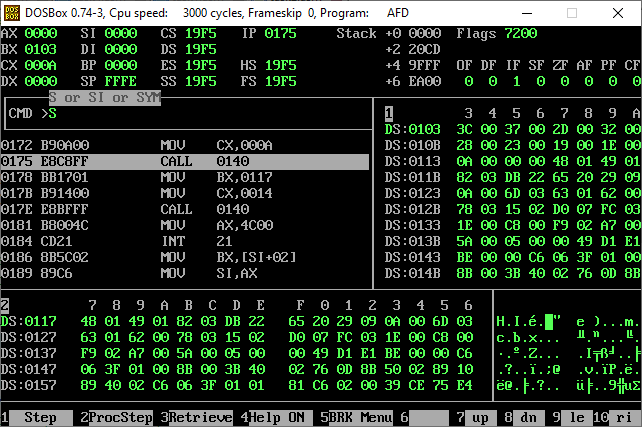 DOSBox 0.74-3, Cpu speed: 3000 cycles, Frameskip 0, Program: AFD
AX 0000 SI 0000 CS 19F5 IP 0175 Stack +0 0000 Flags 7200
BX 0103 DI 0000 DS 19F5 +2 20CD
CX 000A BP 0000 ES 19F5 HS 19F5 +4 9FFF OF DF IF SF ZF AF PF CF
DX 0000 SP FFFE SS 19F5 FS 19F5 +6 EA00 0 0 1 0 0 0 0 0
S or SI or SYM
CMD >S
1 3 4 5 6 7 8 9 A
DS:0103 3C 00 37 00 2D 00 32 00
DS:010B 28 00 23 00 19 00 1E 00
0172 B90A00 MOV CX,000A DS:0113 0A 00 00 00 48 01 49 01
0175 E8C8FF CALL 0140 DS:011B 82 03 DB 22 65 20 29 09
0178 BB1701 MOV BX,0117 DS:0123 0A 00 6D 03 63 01 62 00
017B B91400 MOV CX,0014 DS:012B 78 03 15 02 D0 07 FC 03
017E E8BFFF CALL 0140 DS:0133 1E 00 C8 00 F9 02 A7 00
0181 B8004C MOV AX,4C00 DS:013B 5A 00 05 00 00 49 D1 E1
0184 CD21 INT 21 DS:0143 BE 00 00 C6 06 3F 01 00
0186 8B5C02 MOV BX,[SI+02] DS:014B 8B 00 3B 40 02 76 0D 8B
0189 89C6 MOV SI,AX
2 7 8 9 A B C D E F 0 1 2 3 4 5 6
DS:0117 48 01 49 01 82 03 DB 22 65 20 29 09 0A 00 6D 03 H.I.é.█" e )...m.
DS:0127 63 01 62 00 78 03 15 02 D0 07 FC 03 1E 00 C8 00 c.b.x... ╨.ⁿ...╚.
DS:0137 F9 02 A7 00 5A 00 05 00 00 49 D1 E1 BE 00 00 C6 ∙.º.Z... .I╤ß╛..╞
DS:0147 06 3F 01 00 8B 00 3B 40 02 76 0D 8B 50 02 89 10 .?..ï.;@ .v.ïP.ë.
DS:0157 89 40 02 C6 06 3F 01 01 81 C6 02 00 39 CE 75 E4 ë@.╞.?.. ü╞..9╬uΣ
1 Step 2 ProcStep 3 Retrieve 4 Help ON 5 BRK Menu 6 7 up 8 dn 9 le 10 ri